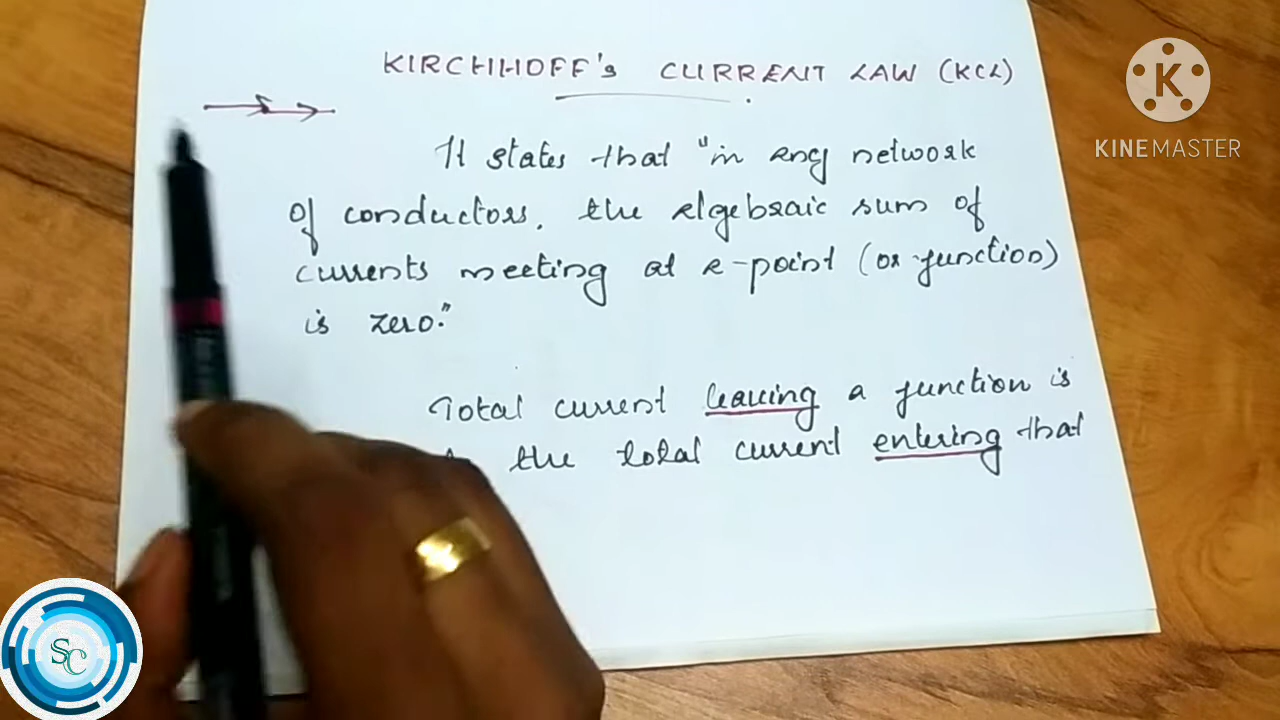 KIRCHHOFF's CURRENT LAW (KCL)
It states that "in any network
of conductors, the algebraic sum of
currents meeting at a point (or junction)
is zero."
Total current leaving a junction is
the total current entering that
K
KINEMASTER
SC